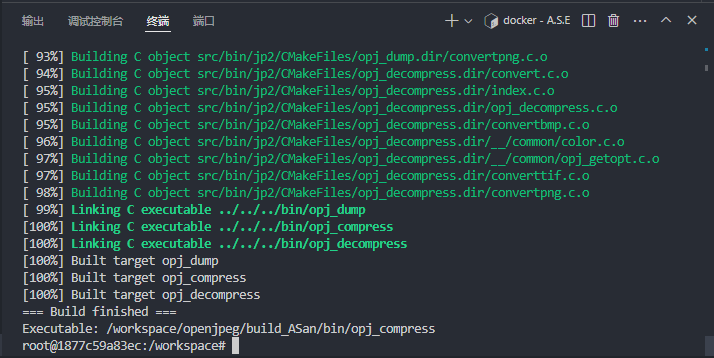 输出 调试控制台 终端 端口 docker - A.S.E
[ 93%] Building C object src/bin/jp2/CMakeFiles/opj_dump.dir/convertpng.c.o
[ 94%] Building C object src/bin/jp2/CMakeFiles/opj_decompress.dir/convert.c.o
[ 95%] Building C object src/bin/jp2/CMakeFiles/opj_decompress.dir/index.c.o
[ 95%] Building C object src/bin/jp2/CMakeFiles/opj_decompress.dir/opj_decompress.c.o
[ 95%] Building C object src/bin/jp2/CMakeFiles/opj_decompress.dir/convertbmp.c.o
[ 96%] Building C object src/bin/jp2/CMakeFiles/opj_decompress.dir/__/common/color.c.o
[ 97%] Building C object src/bin/jp2/CMakeFiles/opj_decompress.dir/__/common/opj_getopt.c.o
[ 97%] Building C object src/bin/jp2/CMakeFiles/opj_decompress.dir/converttif.c.o
[ 98%] Building C object src/bin/jp2/CMakeFiles/opj_decompress.dir/convertpng.c.o
[ 99%] Linking C executable ../../../bin/opj_dump
[100%] Linking C executable ../../../bin/opj_compress
[100%] Linking C executable ../../../bin/opj_decompress
[100%] Built target opj_dump
[100%] Built target opj_compress
[100%] Built target opj_decompress
=== Build finished ===
Executable: /workspace/openjpeg/build_ASan/bin/opj_compress
root@1877c59a83ec:/workspace#